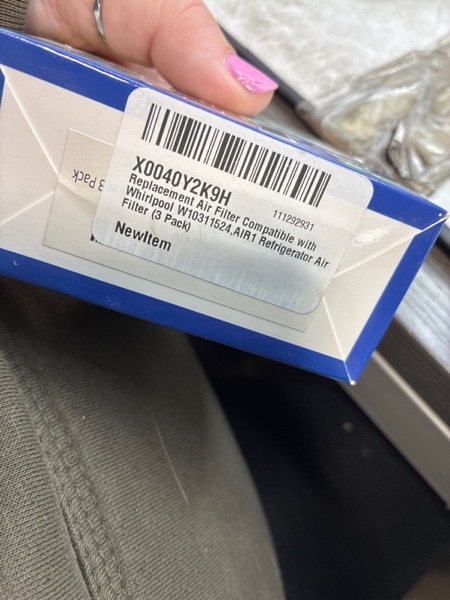 X0040Y2K9H
111292931
Replacement Air Filter Compatible with
Whirlpool W10311524,AIR1 Refrigerator Air
Filter (3 Pack)
NewItem
3 Pack